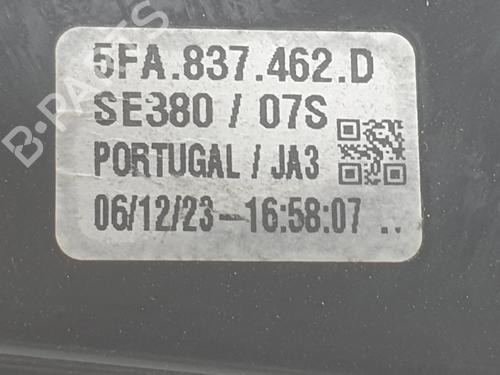 5FA.837.462.D
SE380 / 07S
PORTUGAL / JA3
06/12/23-16:58:07 ..
B-PARTS